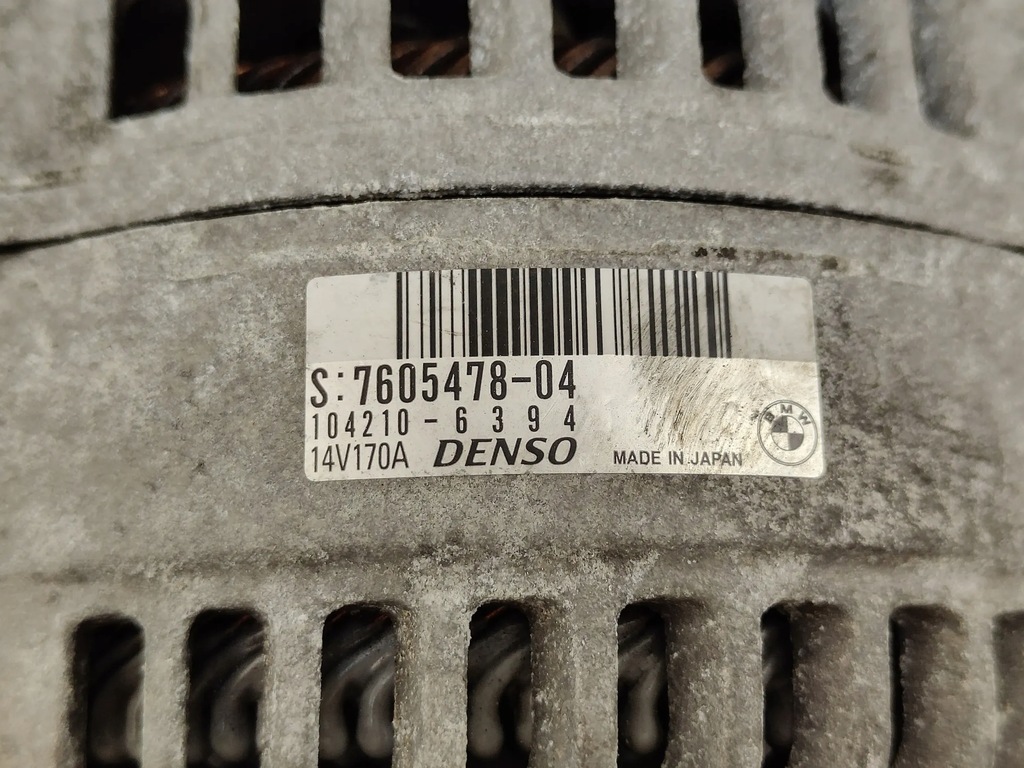 S:7605478-04
104210-6394
14V170A DENSO MADE IN JAPAN
BMW